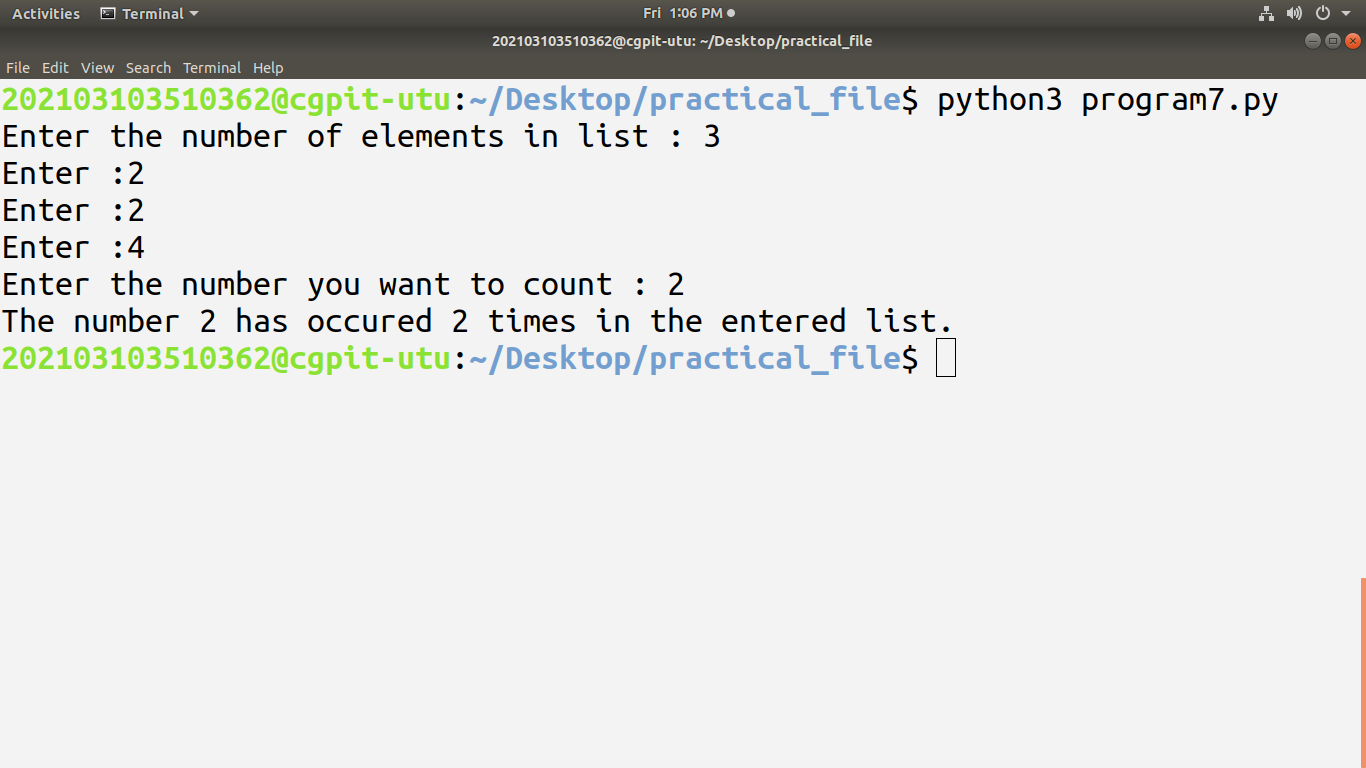 Activities Terminal Fri 1:06 PM
202103103510362@cgpit-utu: ~/Desktop/practical_file
File Edit View Search Terminal Help
202103103510362@cgpit-utu:~/Desktop/practical_file$ python3 program7.py
Enter the number of elements in list : 3
Enter :2
Enter :2
Enter :4
Enter the number you want to count : 2
The number 2 has occured 2 times in the entered list.
202103103510362@cgpit-utu:~/Desktop/practical_file$